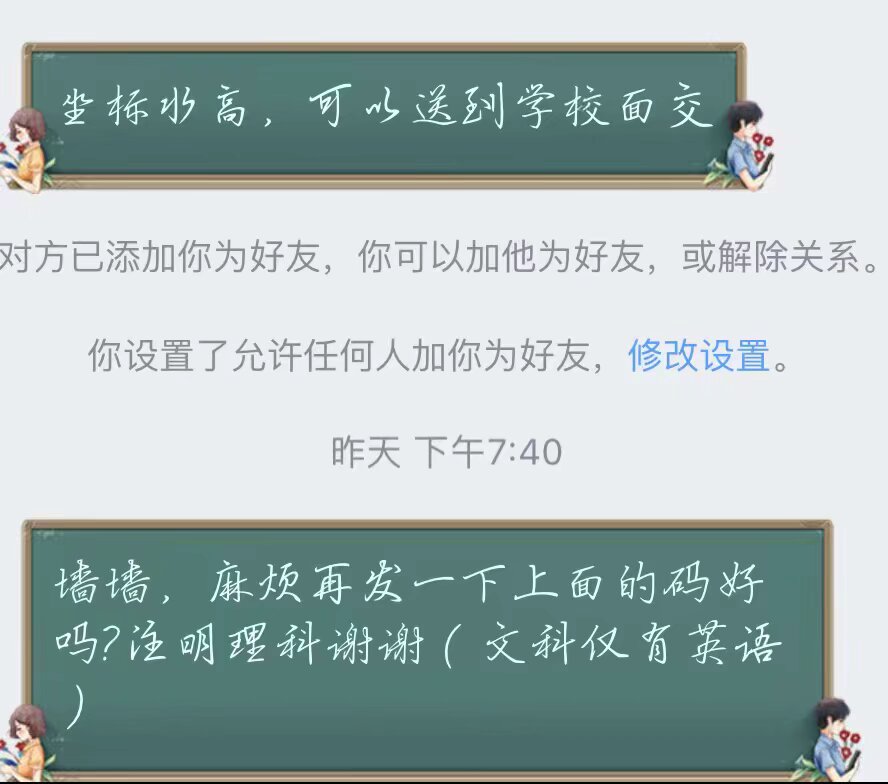 坐标水高，可以送到学校面交
对方已添加你为好友，你可以加他为好友，或解除关系。
你设置了允许任何人加你为好友，修改设置。
昨天 下午7:40
墙墙，麻烦再发一下上面的码好
吗?注明理科谢谢（文科仅有英语
）